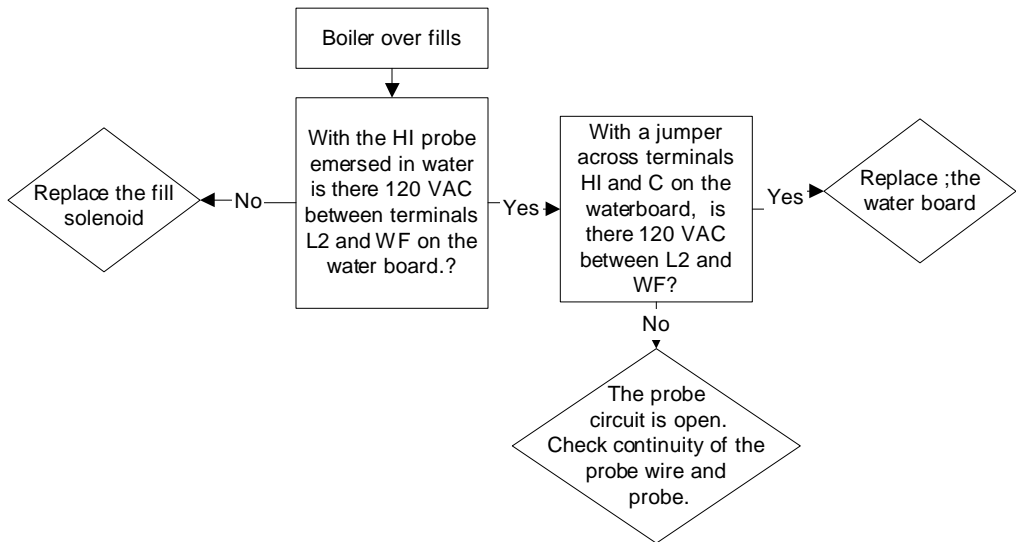 Boiler over fills
With the HI probe
emersed in water
is there 120 VAC
between terminals
L2 and WF on the
water board.?
No
Replace the fill
solenoid
Yes
With a jumper
across terminals
HI and C on the
waterboard, is
there 120 VAC
between L2 and
WF?
Yes
Replace ;the
water board
No
The probe
circuit is open.
Check continuity of the
probe wire and
probe.